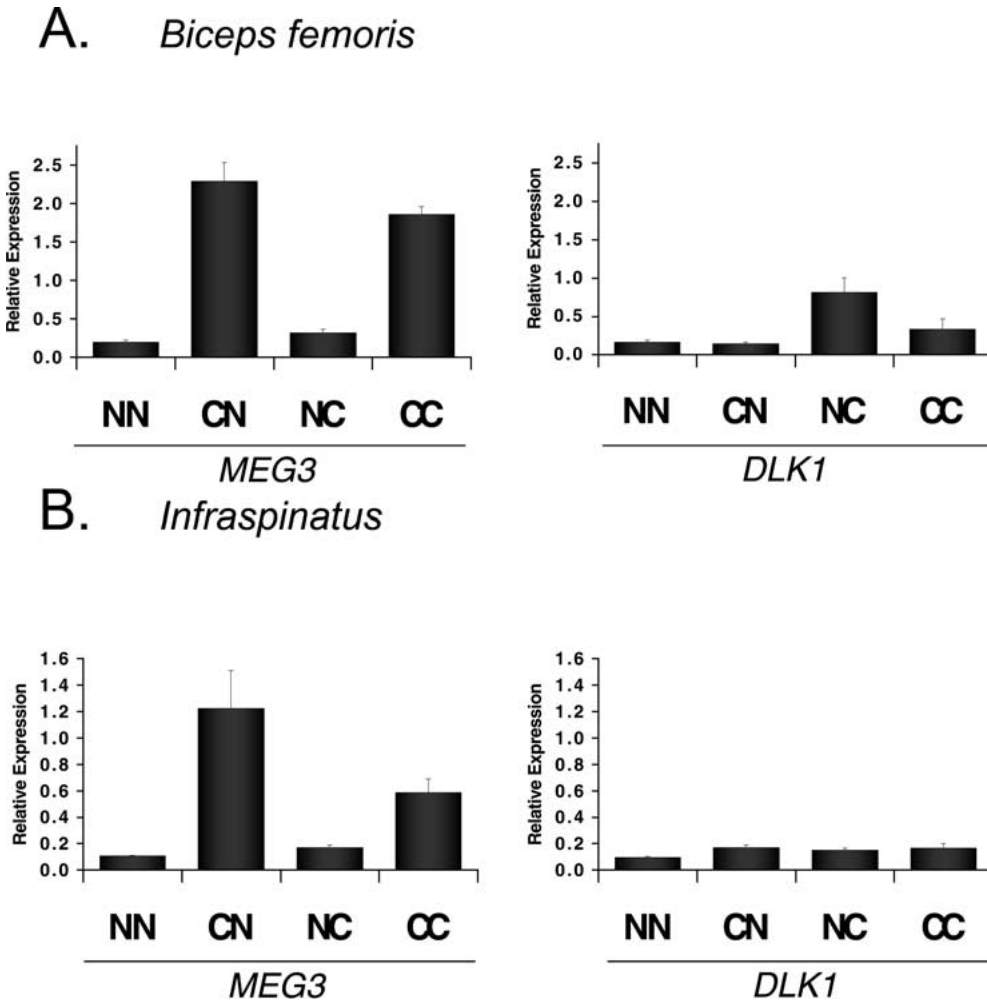 A. Biceps femoris
Relative Expression
2.5
2.0
1.5
1.0
0.5
0.0
NN CN NC CC
MEG3
Relative Expression
2.5
2.0
1.5
1.0
0.5
0.0
NN CN NC CC
DLK1
B. Infraspinatus
Relative Expression
1.6
1.4
1.2
1.0
0.8
0.6
0.4
0.2
0.0
NN CN NC CC
MEG3
Relative Expression
1.6
1.4
1.2
1.0
0.8
0.6
0.4
0.2
0.0
NN CN NC CC
DLK1